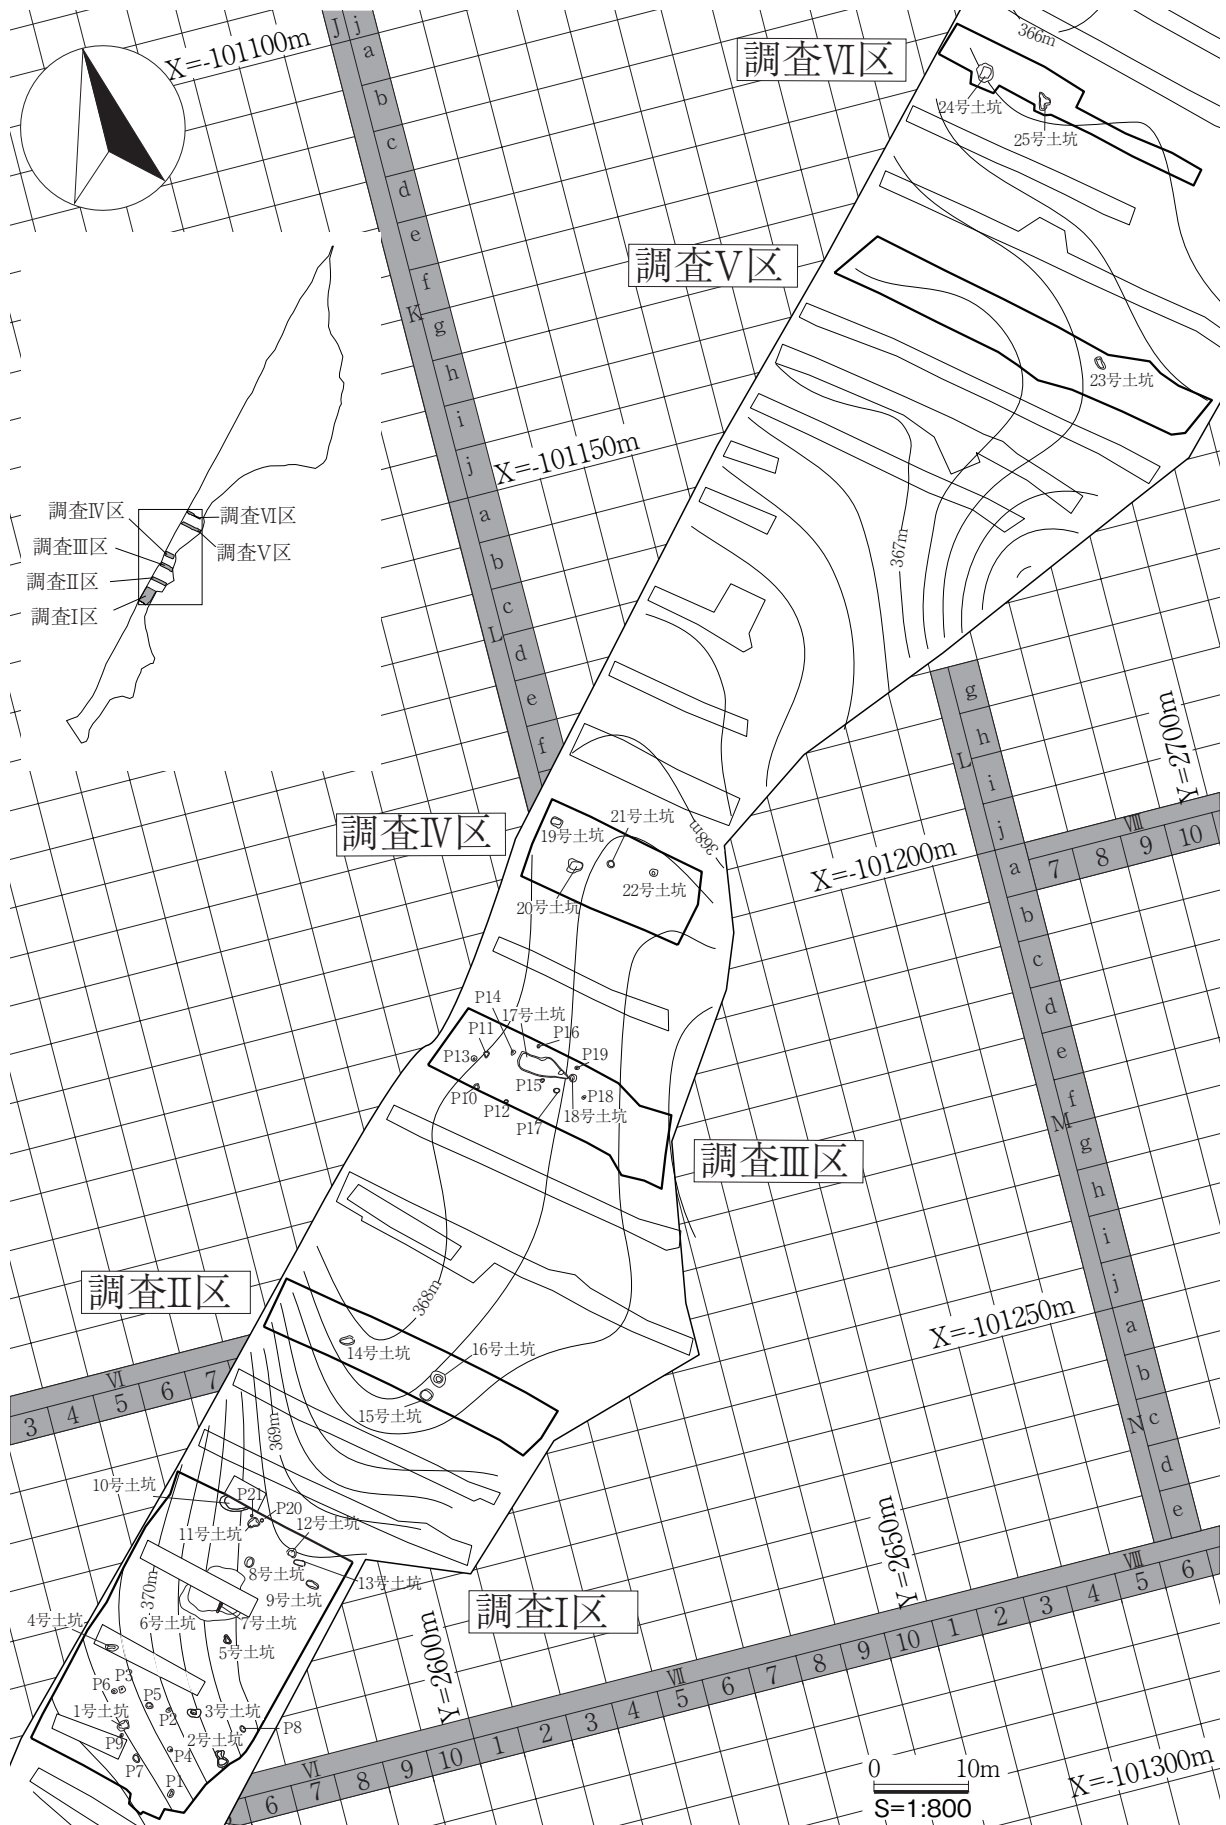 X=-101100m
J
j
a
b
c
d
e
f
K
g
h
i
j
a
b
c
L
d
e
f
調査Ⅵ区
366m
24号土坑
25号土坑
調査Ⅴ区
23号土坑
X=-101150m
367m
調査Ⅳ区
調査Ⅵ区
調査Ⅲ区
調査Ⅴ区
調査Ⅱ区
調査Ⅰ区
g
h
L
i
j
a
b
c
d
e
f
M
g
h
i
j
a
b
N
c
d
e
Y=2700m
Ⅷ
7 8 9 10
X=-101200m
調査Ⅳ区
368m
19号土坑
21号土坑
20号土坑
22号土坑
P14
17号土坑
P11
P16
P13
P19
P15
P10
P12
P18
P17
18号土坑
調査Ⅲ区
調査Ⅱ区
368m
14号土坑
16号土坑
15号土坑
X=-101250m
Ⅵ
3 4 5 6 7
369m
10号土坑
P21
P20
11号土坑
12号土坑
8号土坑
13号土坑
9号土坑
370m
6号土坑
7号土坑
4号土坑
5号土坑
P6
P3
P5
P2
1号土坑
3号土坑
P8
P9
2号土坑
P7
P4
P1
調査Ⅰ区
Y=2600m
Y=2650m
Ⅵ
6 7 8 9 10
Ⅶ
1 2 3 4 5 6 7 8 9 10
Ⅷ
1 2 3 4 5 6
0 10m
S=1:800
X=-101300m